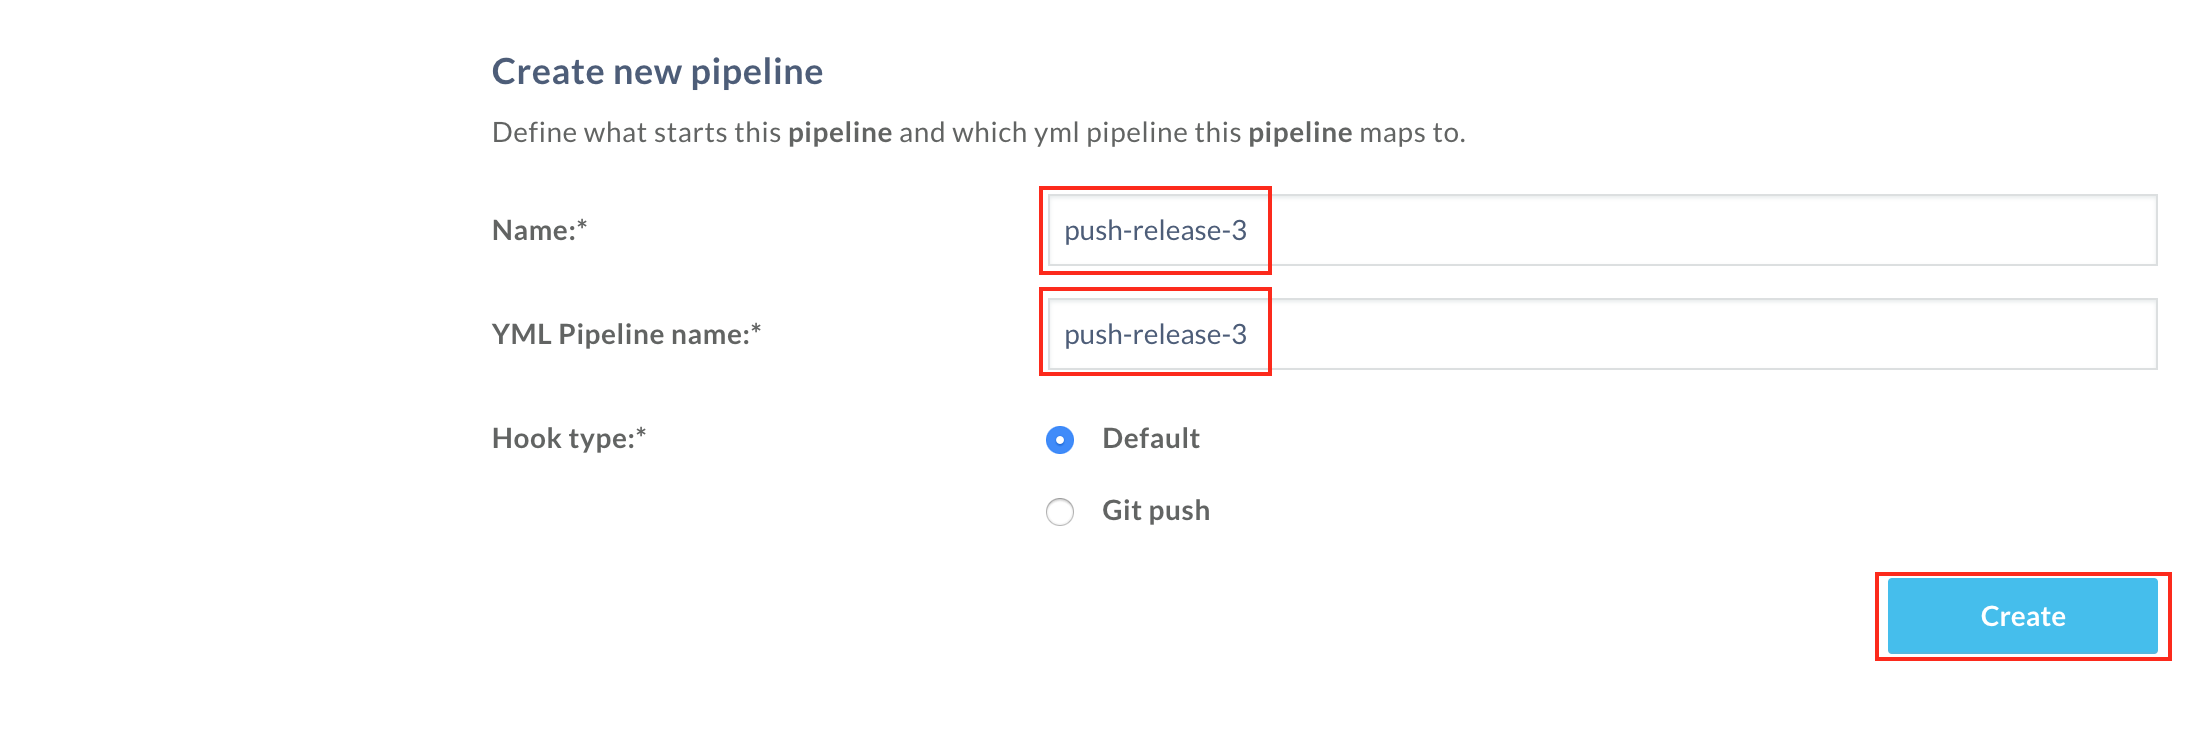 Create new pipeline
Define what starts this pipeline and which yml pipeline this pipeline maps to.
Name:* push-release-3
YML Pipeline name:* push-release-3
Hook type:* Default
Git push
Create